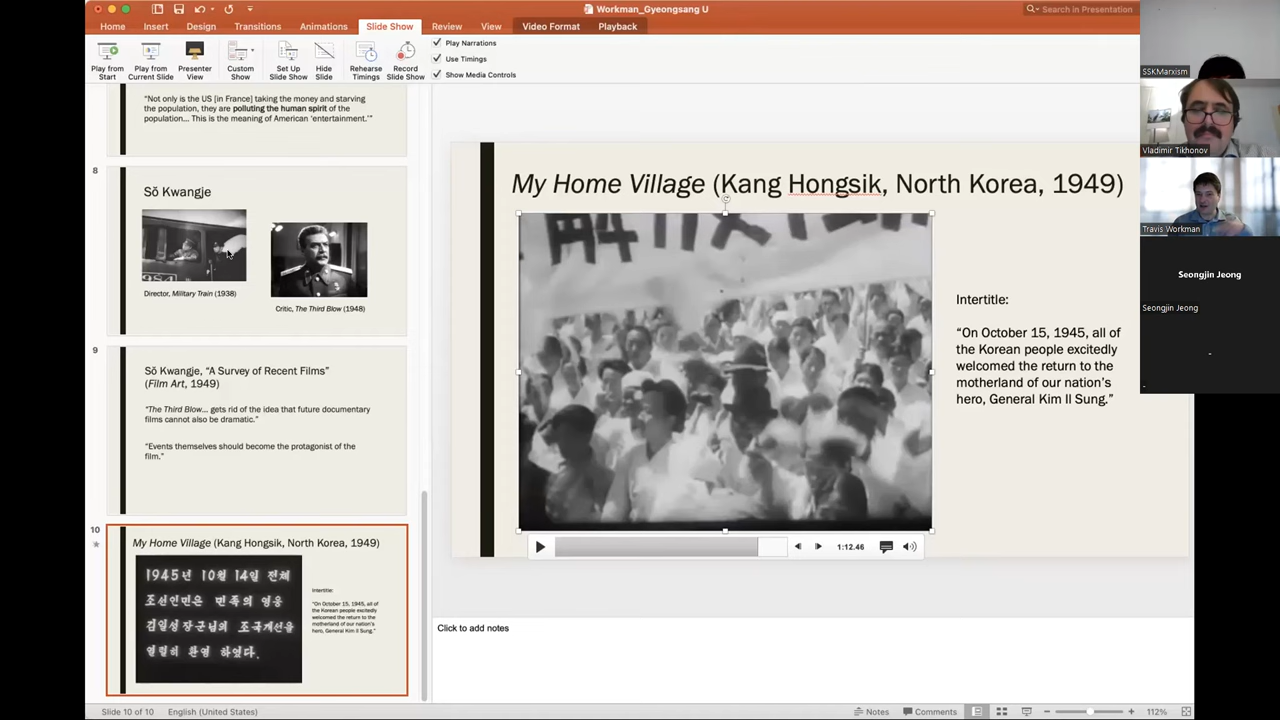 Workman_Gyeongsang U
Search in Presentation
Home Insert Design Transitions Animations Slide Show Review View Video Format Playback
Play from Start
Play from Current Slide
Presenter View
Custom Show
Set Up Slide Show
Hide Slide
Rehearse Timings
Record Slide Show
Play Narrations
Use Timings
Show Media Controls
“Not only is the US [in France] taking the money and starving
the population, they are polluting the human spirit of the
population... This is the meaning of American ‘entertainment.’”
8
Sŏ Kwangje
Director, Military Train (1938)
Critic, The Third Blow (1948)
9
Sŏ Kwangje, “A Survey of Recent Films”
(Film Art, 1949)
“The Third Blow... gets rid of the idea that future documentary
films cannot also be dramatic.”
“Events themselves should become the protagonist of the
film.”
10
My Home Village (Kang Hongsik, North Korea, 1949)
1945년 10월 14일 전체
조선인민은 민족의 영웅
김일성장군님의 조국개선을
열렬히 환영 하였다.
Intertitle:
“On October 15, 1945, all of
the Korean people excitedly
welcomed the return to the
motherland of our nation’s
hero, General Kim Il Sung.”
My Home Village (Kang Hongsik, North Korea, 1949)
Intertitle:
“On October 15, 1945, all of
the Korean people excitedly
welcomed the return to the
motherland of our nation’s
hero, General Kim Il Sung.”
1:12.46
Click to add notes
SSKMarxism
Vladimir Tikhonov
Travis Workman
Seongjin Jeong
Seongjin Jeong
Slide 10 of 10
English (United States)
Notes
Comments
112%